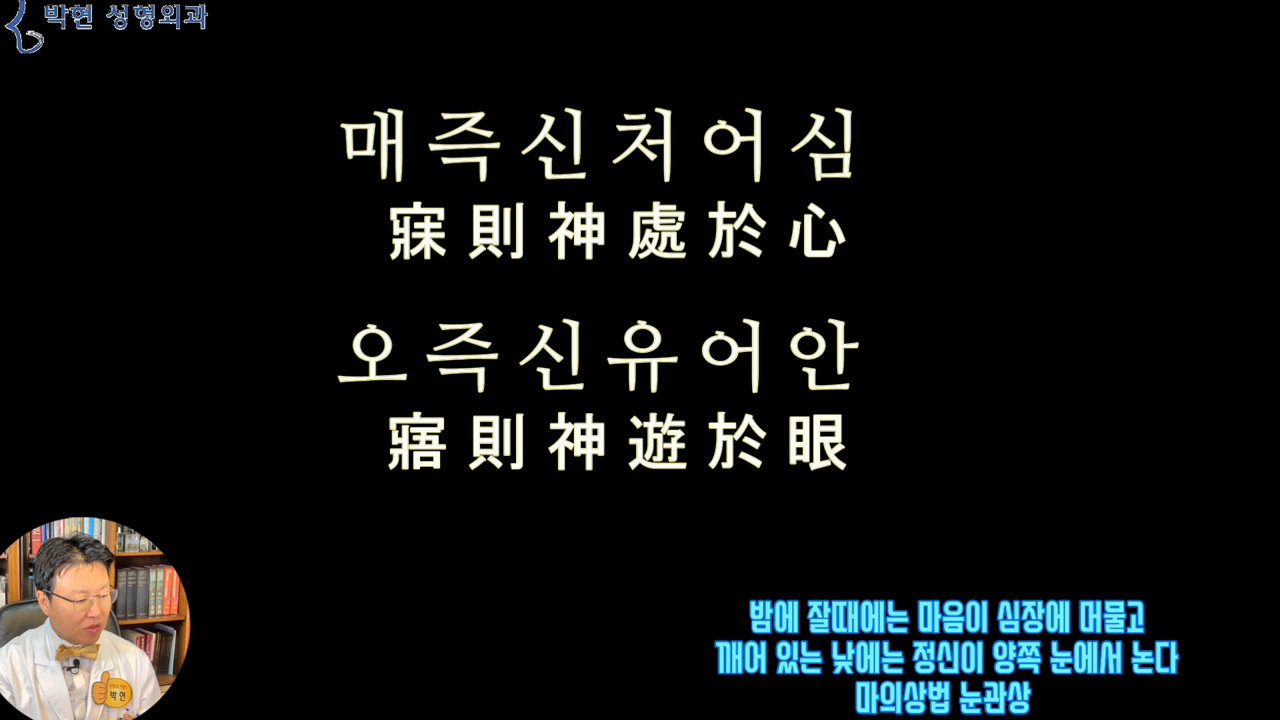 박현 성형외과
매즉신처어심
寐則神處於心
오즉신유어안
寤則神遊於眼
밤에 잘때에는 마음이 심장에 머물고
깨어 있는 낮에는 정신이 양쪽 눈에서 논다
마의상법 눈관상
박현